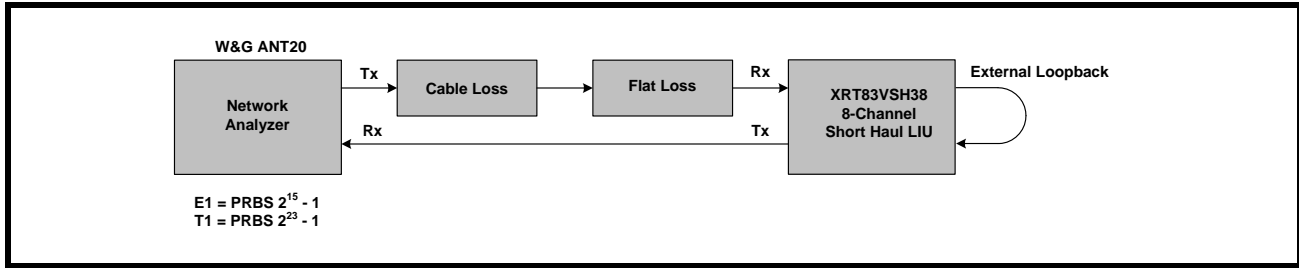 W&G ANT20
Network
Analyzer
Tx
Cable Loss
Flat Loss
Rx
XRT83VSH38
8-Channel
Short Haul LIU
External Loopback
Rx
Tx
E1 = PRBS 2^15 - 1
T1 = PRBS 2^23 - 1